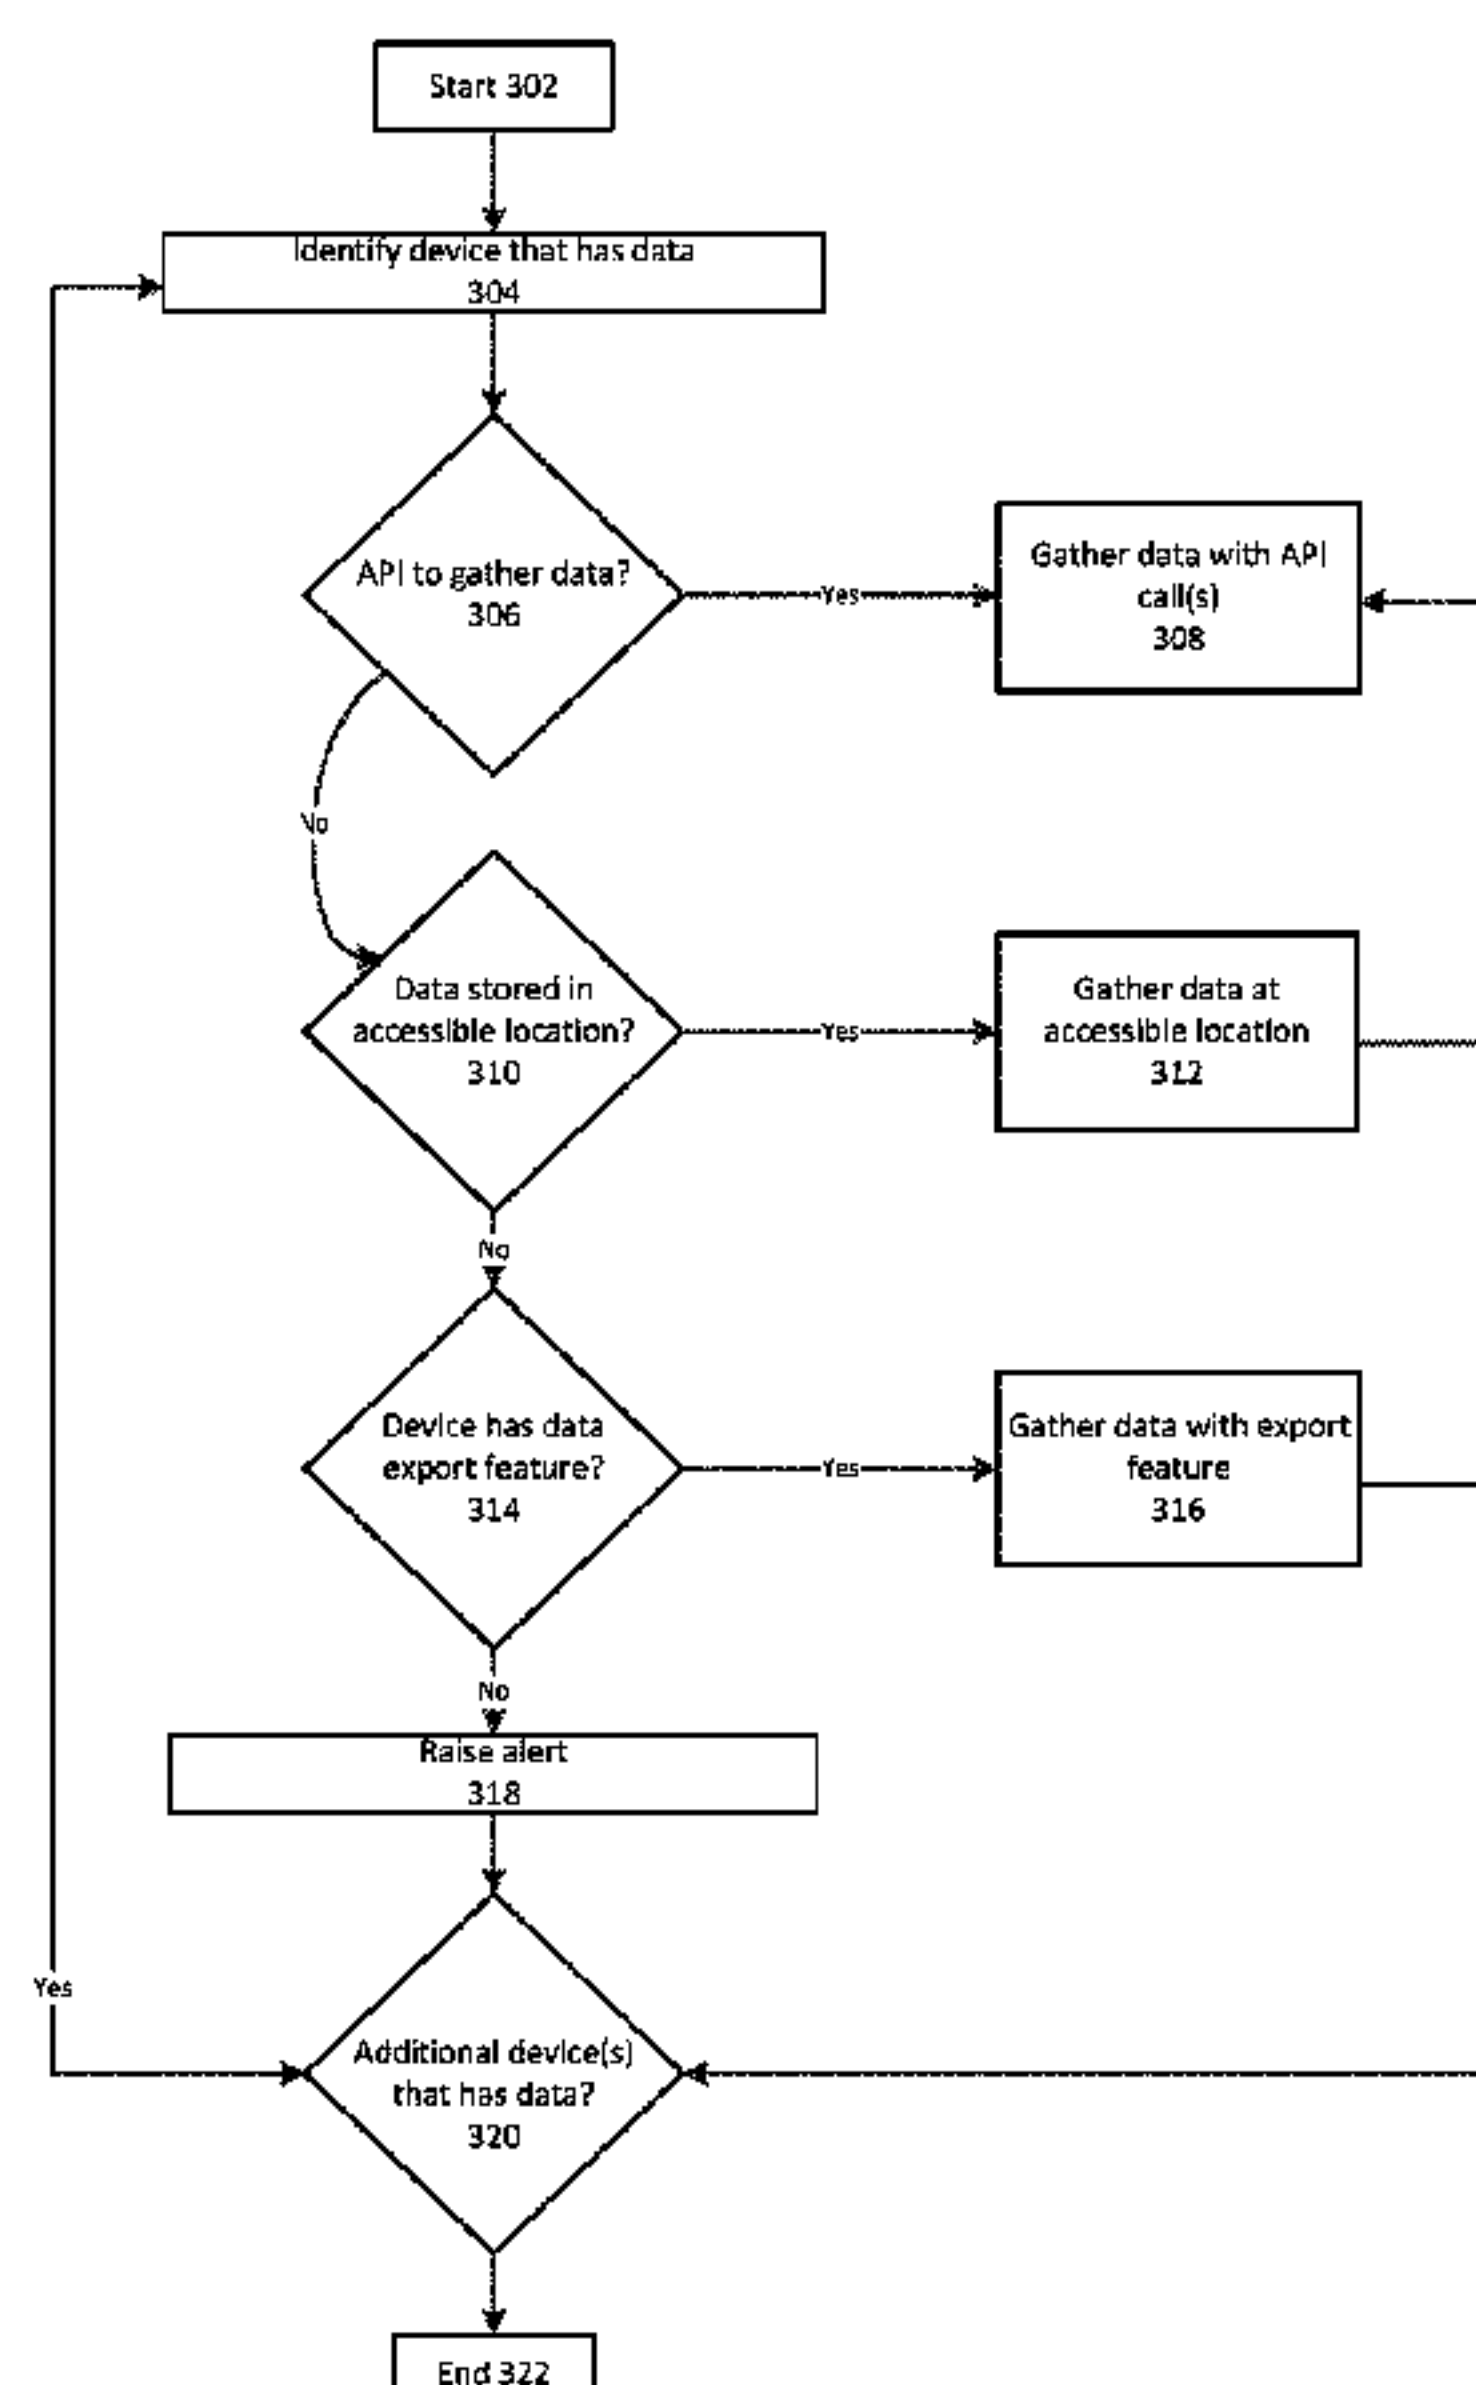 Start 302
Identify device that has data
304
API to gather data?
306
Yes
Gather data with API
call(s)
308
No
Data stored in
accessible location?
310
Yes
Gather data at
accessible location
312
No
Device has data
export feature?
314
Yes
Gather data with export
feature
316
No
Raise alert
318
Yes
Additional device(s)
that has data?
320
End 322